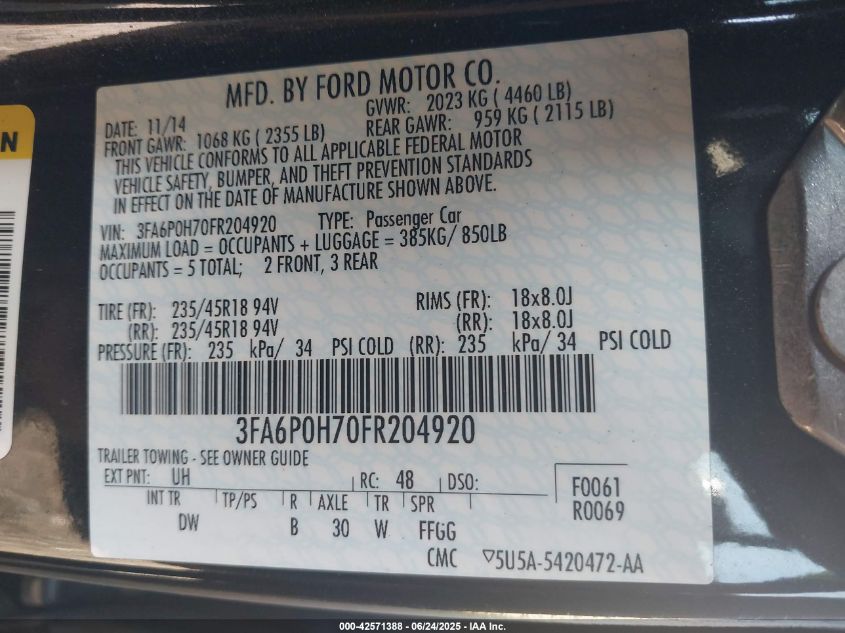 MFD. BY FORD MOTOR CO.
DATE: 11/14 GVWR: 2023 KG ( 4460 LB)
FRONT GAWR: 1068 KG ( 2355 LB) REAR GAWR: 959 KG ( 2115 LB)
THIS VEHICLE CONFORMS TO ALL APPLICABLE FEDERAL MOTOR
VEHICLE SAFETY, BUMPER, AND THEFT PREVENTION STANDARDS
IN EFFECT ON THE DATE OF MANUFACTURE SHOWN ABOVE.
VIN: 3FA6P0H70FR204920 TYPE: Passenger Car
MAXIMUM LOAD = OCCUPANTS + LUGGAGE = 385KG/ 850LB
OCCUPANTS = 5 TOTAL; 2 FRONT, 3 REAR
TIRE (FR): 235/45R18 94V RIMS (FR): 18x8.0J
(RR): 235/45R18 94V (RR): 18x8.0J
PRESSURE (FR): 235 kPa/ 34 PSI COLD (RR): 235 kPa/ 34 PSI COLD
3FA6P0H70FR204920
TRAILER TOWING - SEE OWNER GUIDE
EXT PNT: UH RC: 48 DSO: F0061
INT TR TP/PS R AXLE TR SPR R0069
DW B 30 W FFGG
CMC ▽5U5A-5420472-AA
000-42571388 - 06/24/2025 - IAA Inc.